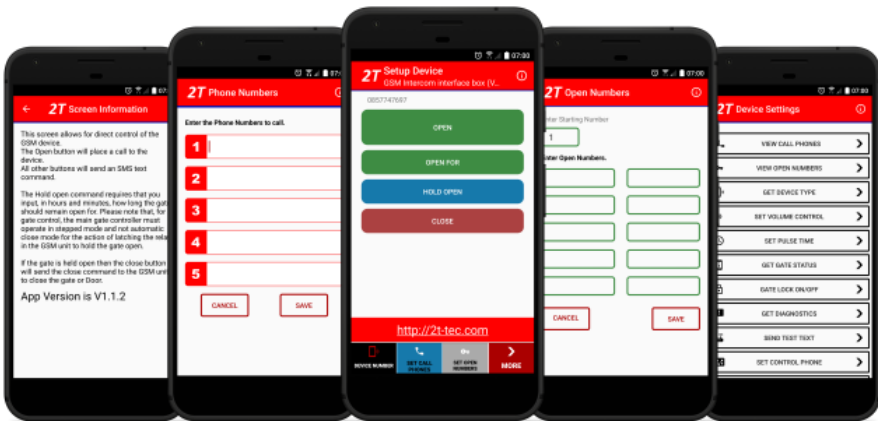 07:00
2T Screen Information
This screen allows for direct control of the
GSM device.
The Open button will place a call to the
device.
All other buttons will send an SMS text
command.
The Hold open command requires that you
input, in hours and minutes, how long the
should remain open for. Please note that, for
gate control, the main gate controller must
operate in stepped mode and not automatic
close mode for the action of latching the
in the GSM unit to hold the gate open.
If the gate is held open then the close button
will send the close command to the GSM
to close the gate or Door.
App Version is V1.1.2
2T Phone Numbers
Enter the Phone Numbers to call.
1
2
3
4
5
CANCEL SAVE
07:00
2T Setup Device
GSM Intercom interface box (V..
0857747697
OPEN
OPEN FOR
HOLD OPEN
CLOSE
http://2t-tec.com
DEVICE NUMBER
SET CALL
PHONES
SET OPEN
NUMBERS
MORE
07:00
2T Open Numbers
Starting Number
1
Open Numbers.
CANCEL SAVE
07:00
2T Device Settings
VIEW CALL PHONES
VIEW OPEN NUMBERS
GET DEVICE TYPE
SET VOLUME CONTROL
SET PULSE TIME
GET GATE STATUS
GATE LOCK ON/OFF
GET DIAGNOSTICS
SEND TEST TEXT
SET CONTROL PHONE